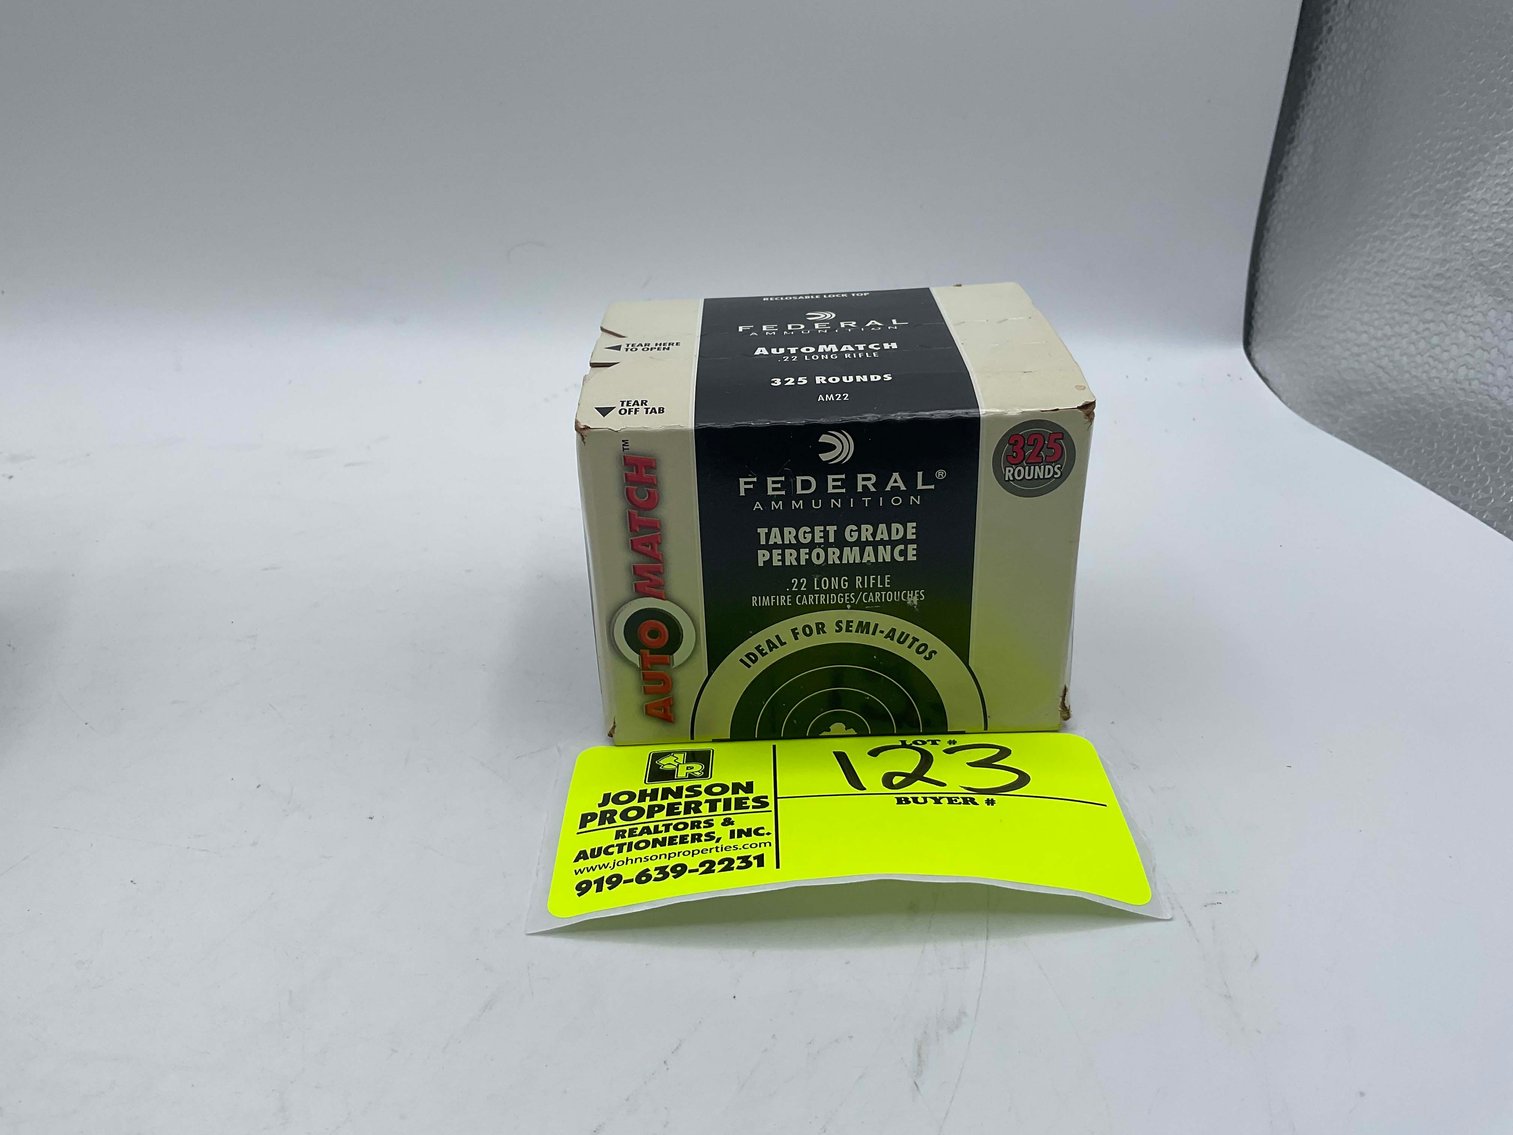 RECLOSABLE LOCK TOP
FEDERAL
AMMUNITION
AUTOMATCH
.22 LONG RIFLE
325 ROUNDS
AM22
TEAR HERE
TO OPEN
TEAR
OFF TAB
AUTOMATCH™
325
ROUNDS
FEDERAL®
AMMUNITION
TARGET GRADE
PERFORMANCE
.22 LONG RIFLE
RIMFIRE CARTRIDGES/CARTOUCHES
IDEAL FOR SEMI-AUTOS
JOHNSON
PROPERTIES
REALTORS &
AUCTIONEERS, INC.
www.johnsonproperties.com
919-639-2231
LOT #
123
BUYER #